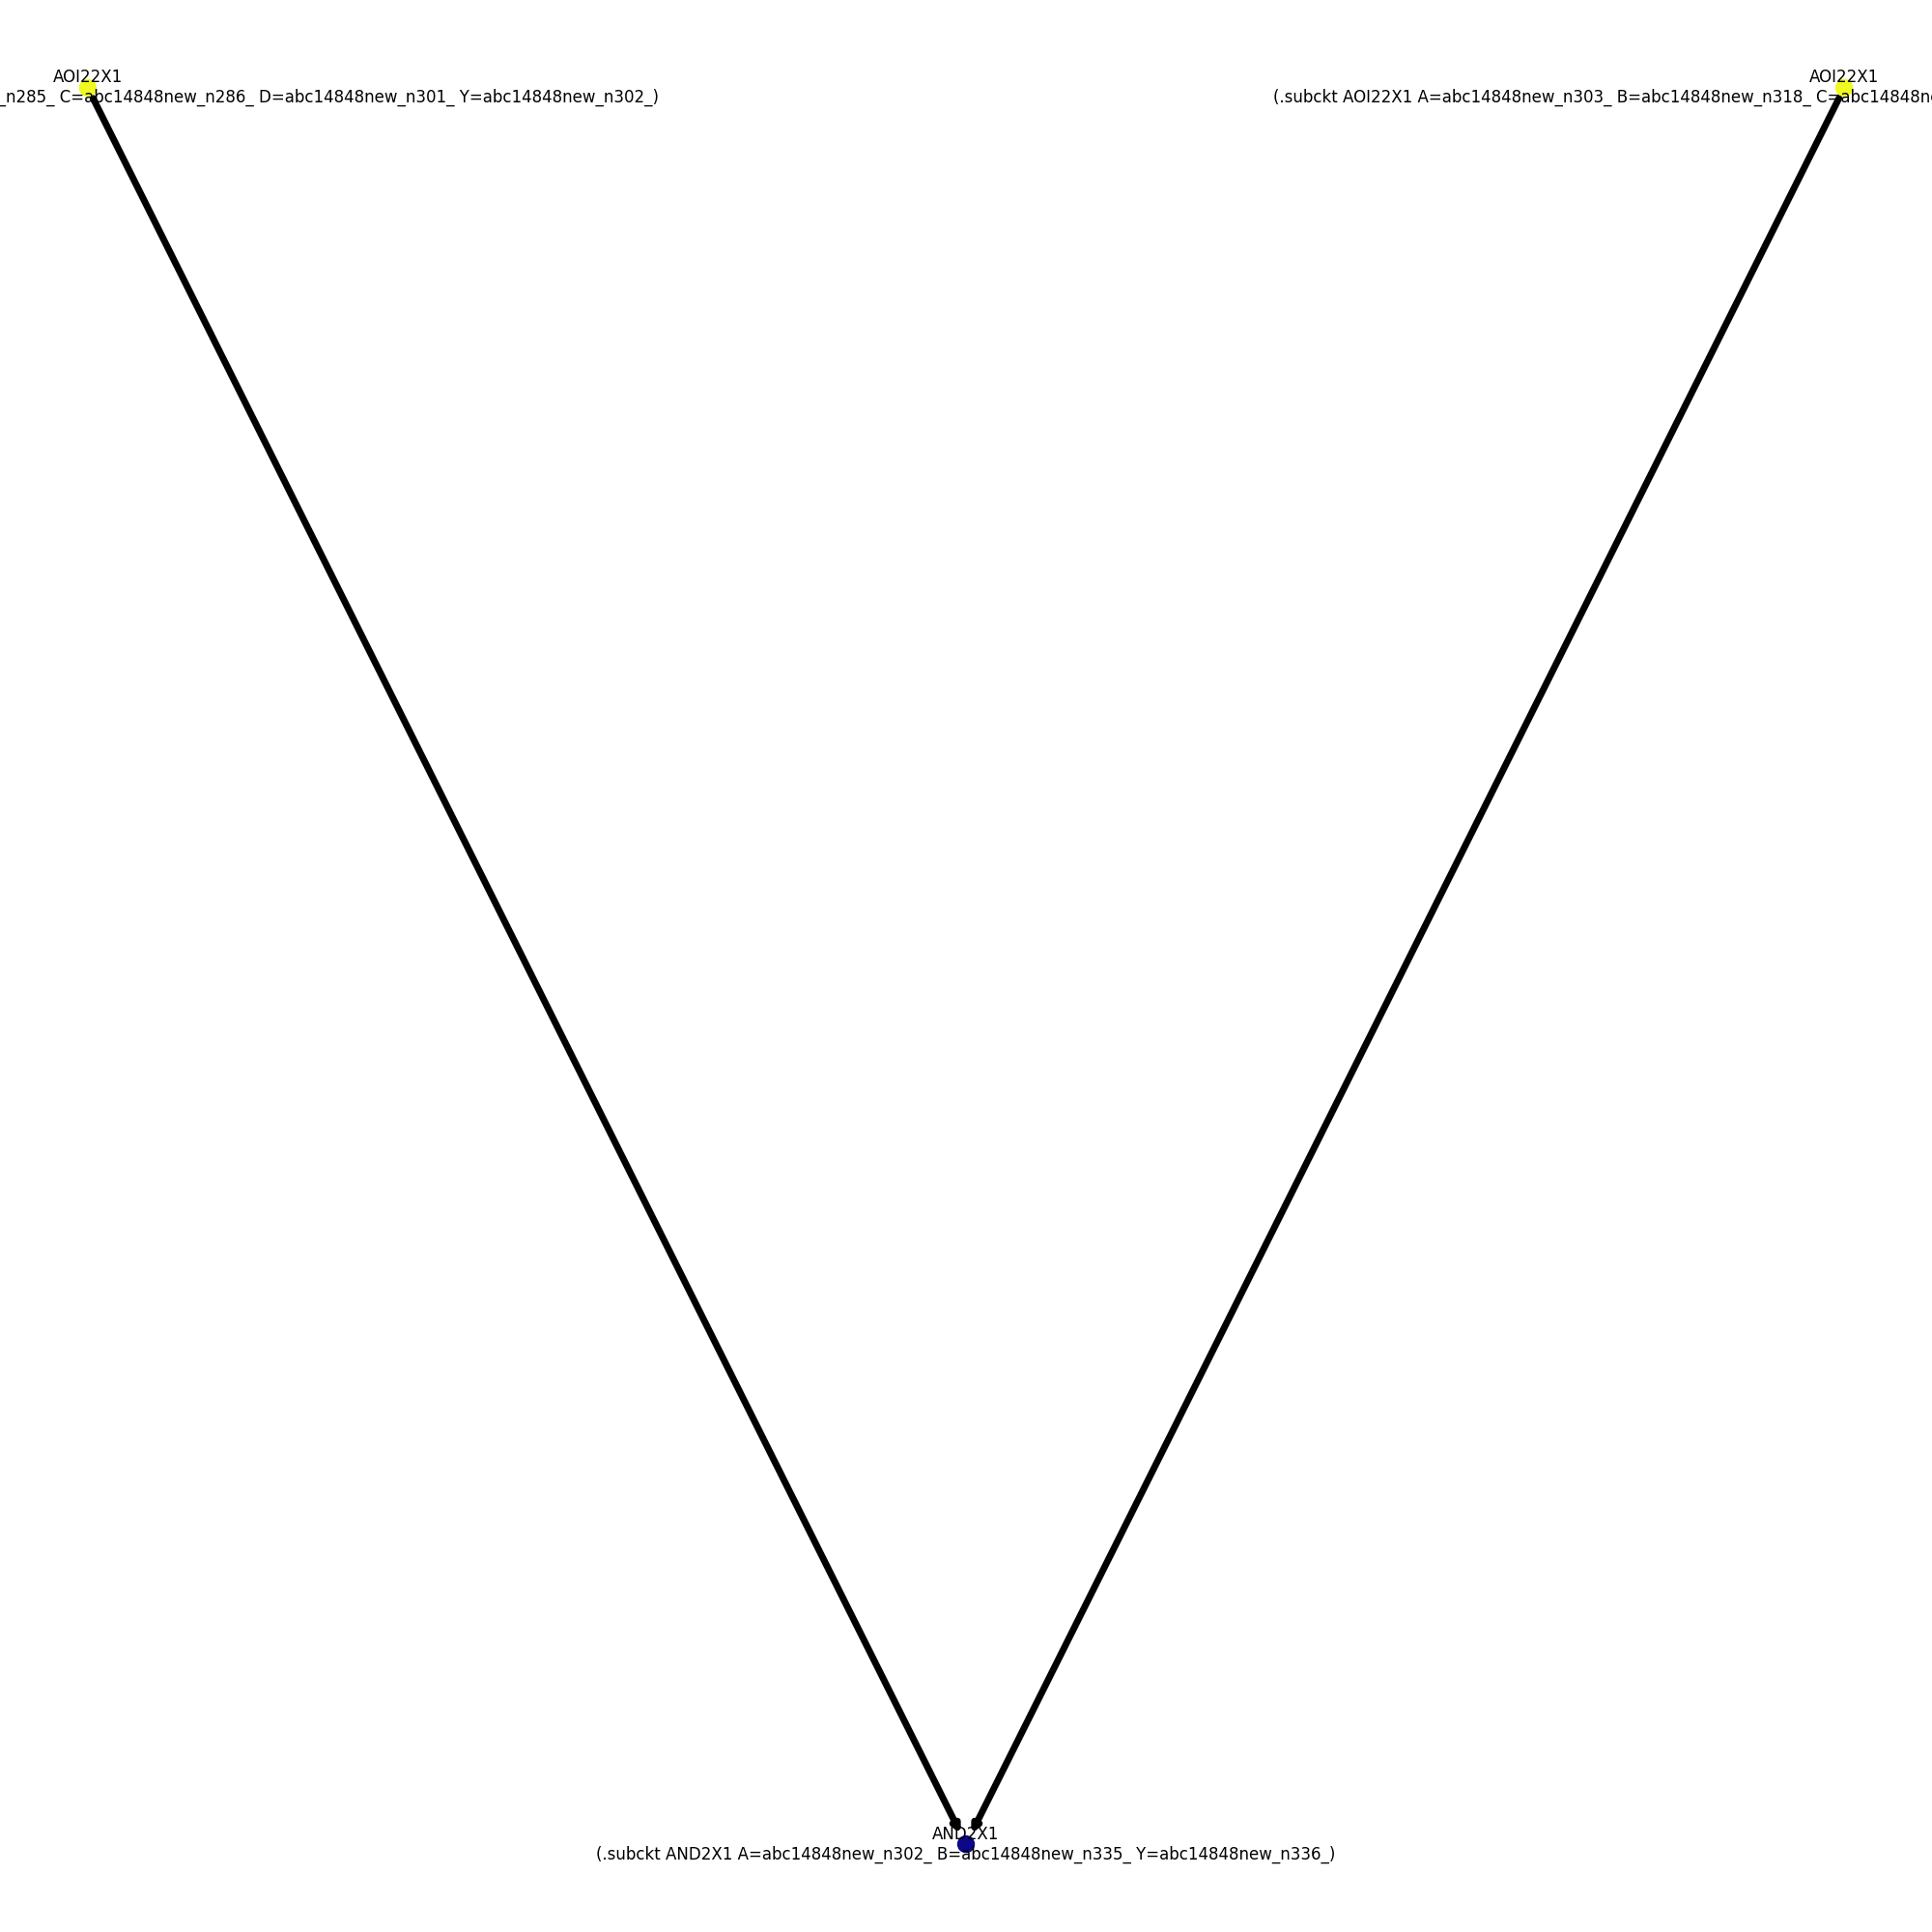 AOI22X1
_n285_ C=abc14848new_n286_ D=abc14848new_n301_ Y=abc14848new_n302_)
AOI22X1
(.subckt AOI22X1 A=abc14848new_n303_ B=abc14848new_n318_ C=abc14848n
AND2X1
(.subckt AND2X1 A=abc14848new_n302_ B=abc14848new_n335_ Y=abc14848new_n336_)